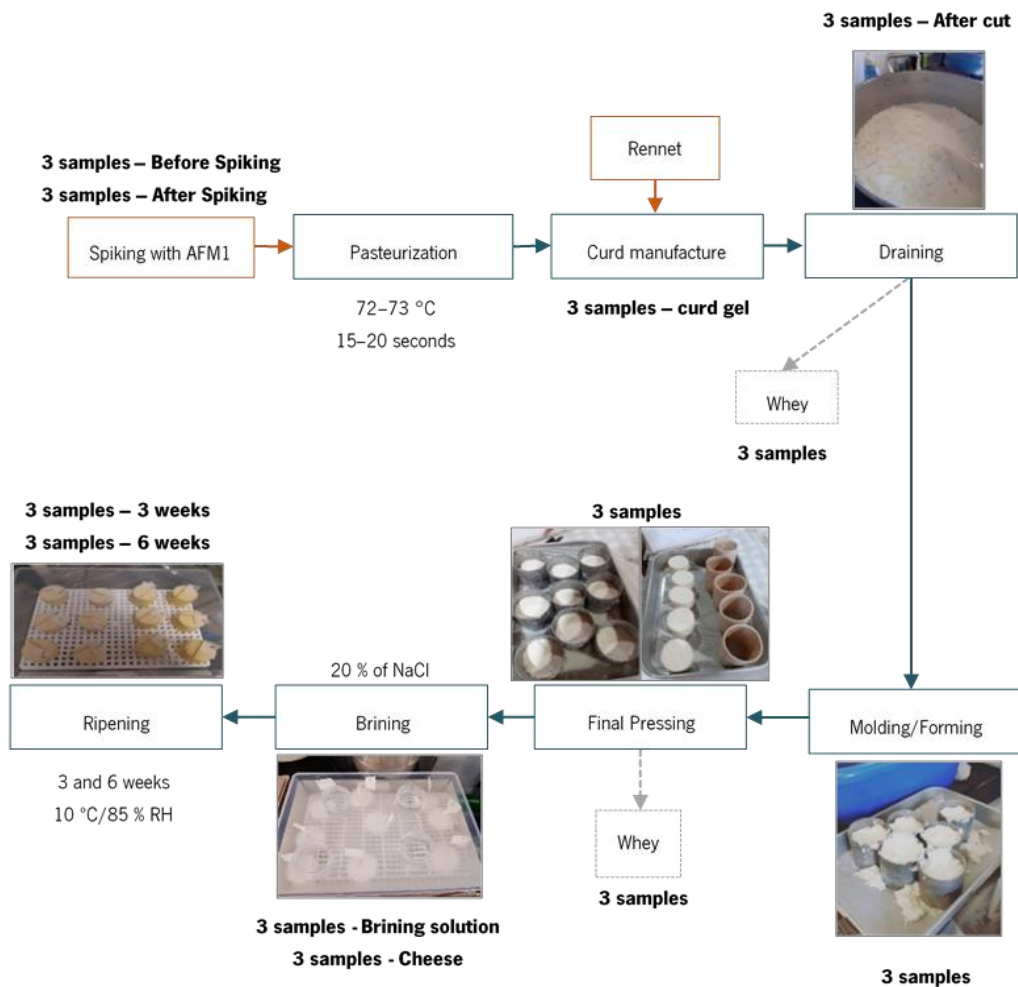 3 samples – After cut
Rennet
3 samples – Before Spiking
3 samples – After Spiking
Spiking with AFM1
Pasteurization
Curd manufacture
Draining
72–73 °C
15–20 seconds
3 samples – curd gel
Whey
3 samples
3 samples – 3 weeks
3 samples – 6 weeks
3 samples
20 % of NaCl
Ripening
Brining
Final Pressing
Molding/Forming
3 and 6 weeks
10 °C/85 % RH
Whey
3 samples
3 samples - Brining solution
3 samples - Cheese
3 samples